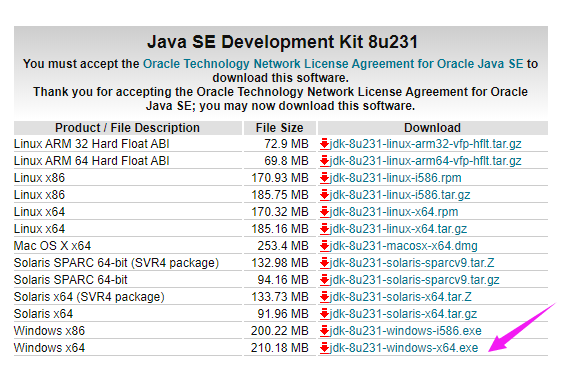 Java SE Development Kit 8u231
You must accept the Oracle Technology Network License Agreement for Oracle Java SE to
download this software.
Thank you for accepting the Oracle Technology Network License Agreement for Oracle
Java SE; you may now download this software.
Product / File Description File Size Download
Linux ARM 32 Hard Float ABI 72.9 MB jdk-8u231-linux-arm32-vfp-hflt.tar.gz
Linux ARM 64 Hard Float ABI 69.8 MB jdk-8u231-linux-arm64-vfp-hflt.tar.gz
Linux x86 170.93 MB jdk-8u231-linux-i586.rpm
Linux x86 185.75 MB jdk-8u231-linux-i586.tar.gz
Linux x64 170.32 MB jdk-8u231-linux-x64.rpm
Linux x64 185.16 MB jdk-8u231-linux-x64.tar.gz
Mac OS X x64 253.4 MB jdk-8u231-macosx-x64.dmg
Solaris SPARC 64-bit (SVR4 package) 132.98 MB jdk-8u231-solaris-sparcv9.tar.Z
Solaris SPARC 64-bit 94.16 MB jdk-8u231-solaris-sparcv9.tar.gz
Solaris x64 (SVR4 package) 133.73 MB jdk-8u231-solaris-x64.tar.Z
Solaris x64 91.96 MB jdk-8u231-solaris-x64.tar.gz
Windows x86 200.22 MB jdk-8u231-windows-i586.exe
Windows x64 210.18 MB jdk-8u231-windows-x64.exe